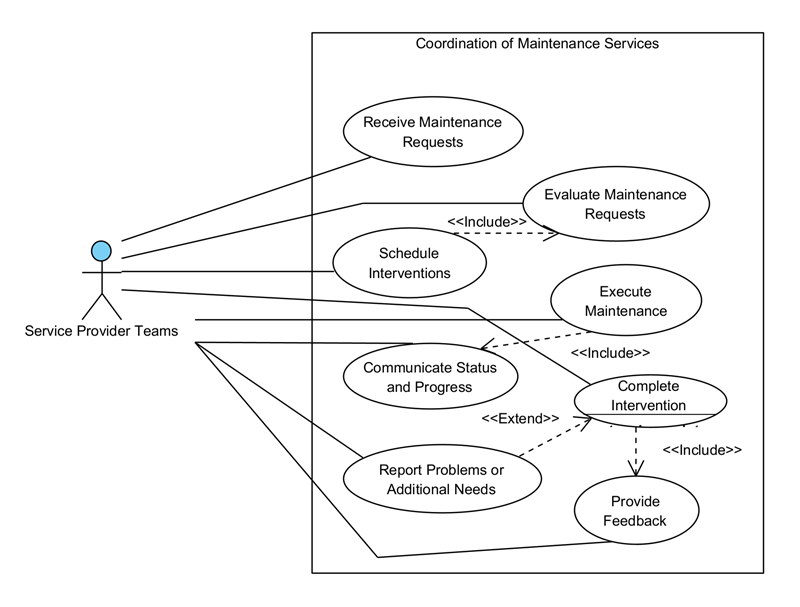 Coordination of Maintenance Services
Receive Maintenance
Requests
Evaluate Maintenance
Requests
<<Include>>
Schedule
Interventions
Execute
Maintenance
Service Provider Teams
<<Include>>
Communicate Status
and Progress
Complete
Intervention
<<Extend>>
<<Include>>
Report Problems or
Additional Needs
Provide
Feedback